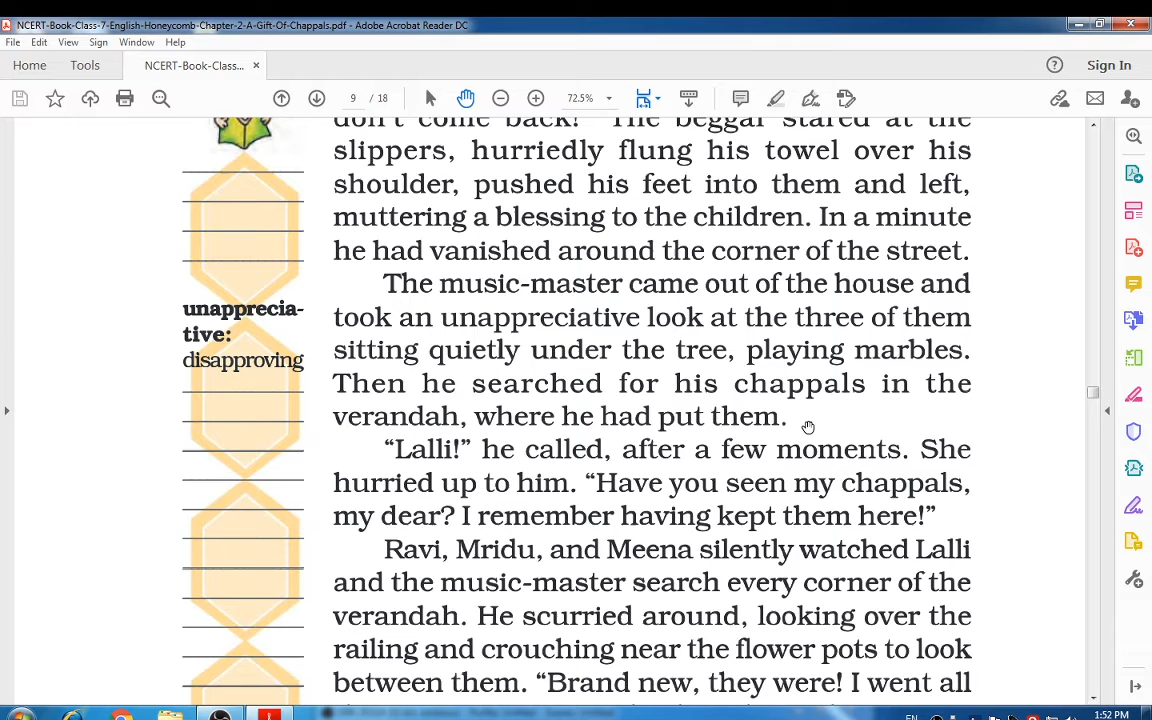 NCERT-Book-Class-7-English-Honeycomb-Chapter-2-A-Gift-Of-Chappals.pdf - Adobe Acrobat Reader DC
File Edit View Sign Window Help
Home Tools NCERT-Book-Class... × Sign In
9 / 18 72.5%
don't come back!" The beggar stared at the
slippers, hurriedly flung his towel over his
shoulder, pushed his feet into them and left,
muttering a blessing to the children. In a minute
he had vanished around the corner of the street.
The music-master came out of the house and
took an unappreciative look at the three of them
sitting quietly under the tree, playing marbles.
Then he searched for his chappals in the
verandah, where he had put them.
unapprecia-
tive:
disapproving
“Lalli!” he called, after a few moments. She
hurried up to him. “Have you seen my chappals,
my dear? I remember having kept them here!”
Ravi, Mridu, and Meena silently watched Lalli
and the music-master search every corner of the
verandah. He scurried around, looking over the
railing and crouching near the flower pots to look
between them. “Brand new, they were! I went all
EN 1:52 PM